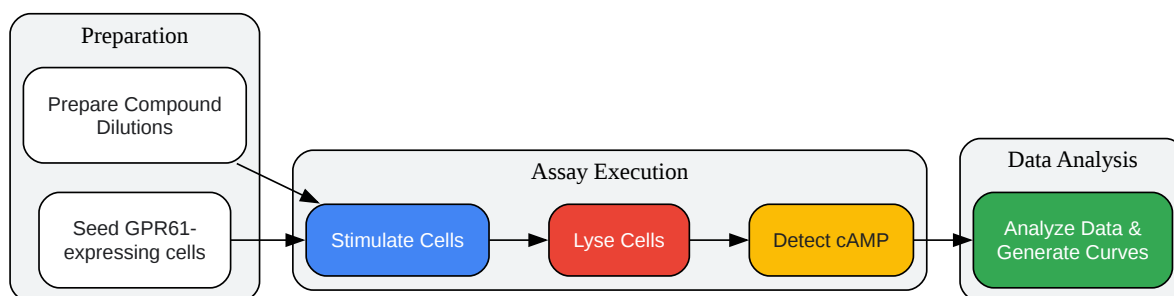 Preparation
Prepare Compound
Dilutions
Seed GPR61-
expressing cells
Assay Execution
Stimulate Cells
Lyse Cells
Detect cAMP
Data Analysis
Analyze Data &
Generate Curves